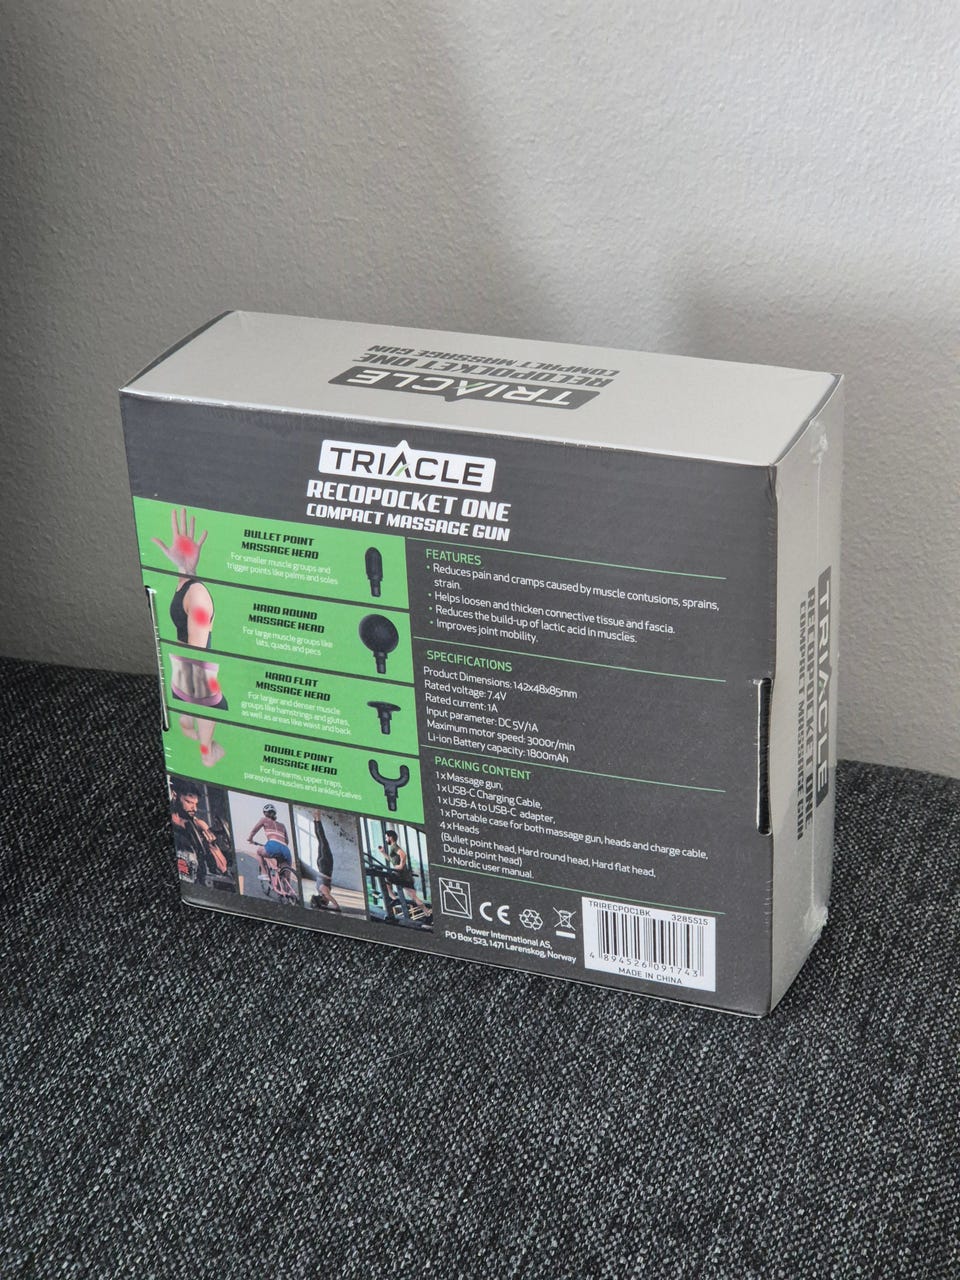 TRIACLE
RECOPOCKET ONE
COMPACT MASSAGE GUN
TRIACLE
RECOPOCKET ONE
COMPACT MASSAGE GUN
BULLET POINT
MASSAGE HEAD
For smaller muscle groups and
trigger points like palms and soles
HARD ROUND
MASSAGE HEAD
For large muscle groups like
lats, quads and pecs
HARD FLAT
MASSAGE HEAD
For larger and denser muscle
groups like hamstrings and glutes,
as well as areas like waist and back
DOUBLE POINT
MASSAGE HEAD
For forearms, upper traps,
paraspinal muscles and ankles/calves
FEATURES
• Reduces pain and cramps caused by muscle contusions, sprains,
strain.
• Helps loosen and thicken connective tissue and fascia.
• Reduces the build-up of lactic acid in muscles.
• Improves joint mobility.
SPECIFICATIONS
Product Dimensions: 142x48x85mm
Rated voltage: 7.4V
Rated current: 1A
Input parameter: DC 5V/1A
Maximum motor speed: 3000r/min
Li-ion Battery capacity: 1800mAh
PACKING CONTENT
1 x Massage gun,
1 x USB-C Charging Cable,
1 x USB-A to USB-C adapter,
1 x Portable case for both massage gun, heads and charge cable,
4 x Heads
(Bullet point head, Hard round head, Hard flat head,
Double point head)
1 x Nordic user manual.
CE
Power International AS,
PO Box 523, 1471 Lørenskog, Norway
TRIRECPOC1BK 3285515
4 894526 091743
MADE IN CHINA
TRIACLE
RECOPOCKET ONE
COMPACT MASSAGE GUN